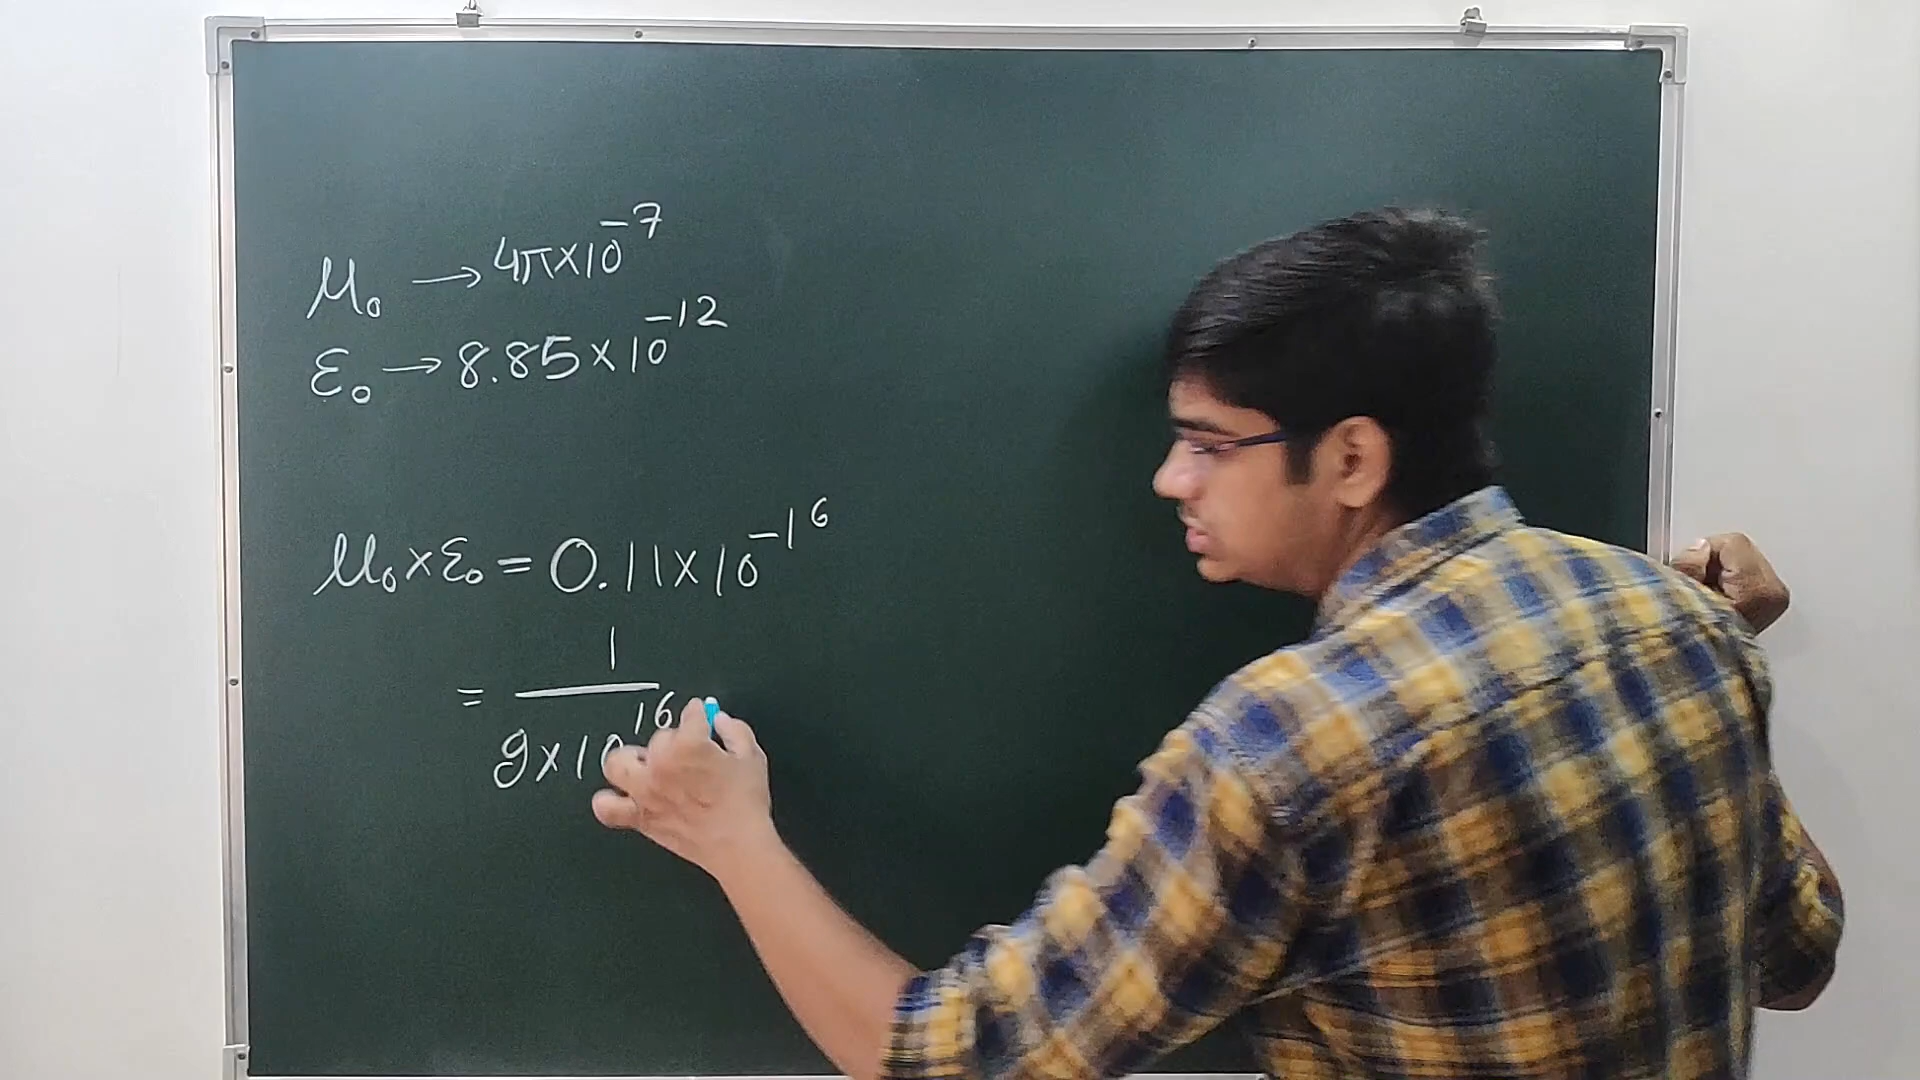 μ₀ → 4π×10⁻⁷
ε₀ → 8.85×10⁻¹²
μ₀×ε₀ = 0.11×10⁻¹⁶
= 1/9×10¹⁶